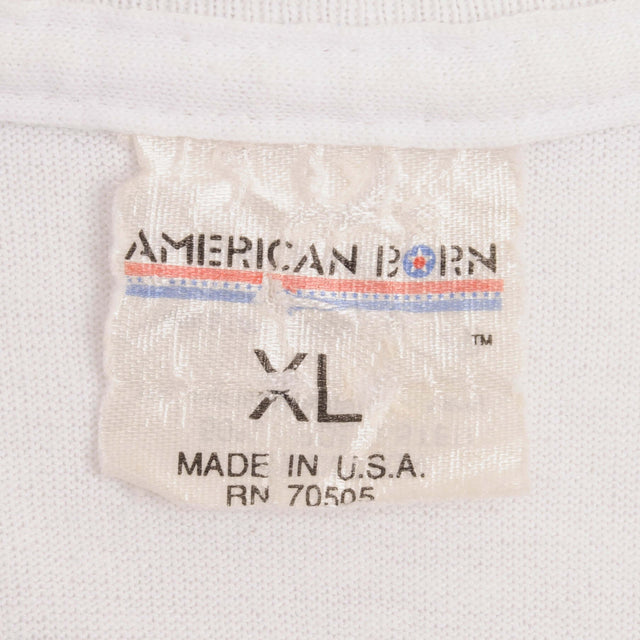 AMERICAN BORN
™
XL
MADE IN U.S.A.
RN 70505